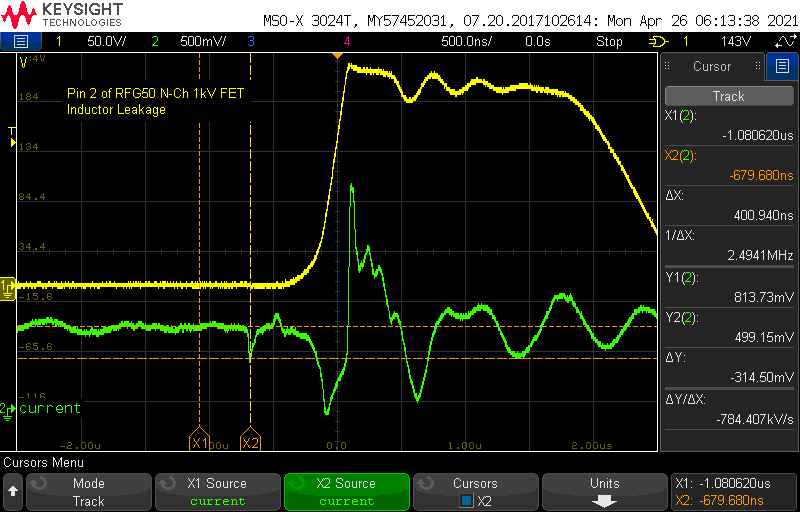 KEYSIGHT
TECHNOLOGIES
MSO-X 3024T, MY57452031, 07.20.2017102614: Mon Apr 26 06:13:38 2021
1 50.0V/ 2 500mV/ 3 4 500.0ns/ 0.0s Stop 1 143V
184
134
84.4
34.4
-15.6
-65.6
-116
Pin 2 of RFG50 N-Ch 1kV FET
Inductor Leakage
T
1
2
current
-2.00u 0.0 1.00u 2.00us
X1 X2
Cursor
Track
X1(2):
-1.080620us
X2(2):
-679.680ns
ΔX:
400.940ns
1/ΔX:
2.4941MHz
Y1(2):
813.73mV
Y2(2):
499.15mV
ΔY:
-314.50mV
ΔY/ΔX:
-784.407kV/s
Cursors Menu
Mode
Track
X1 Source
current
X2 Source
current
Cursors
X2
Units
X1: -1.080620us
X2: -679.680ns